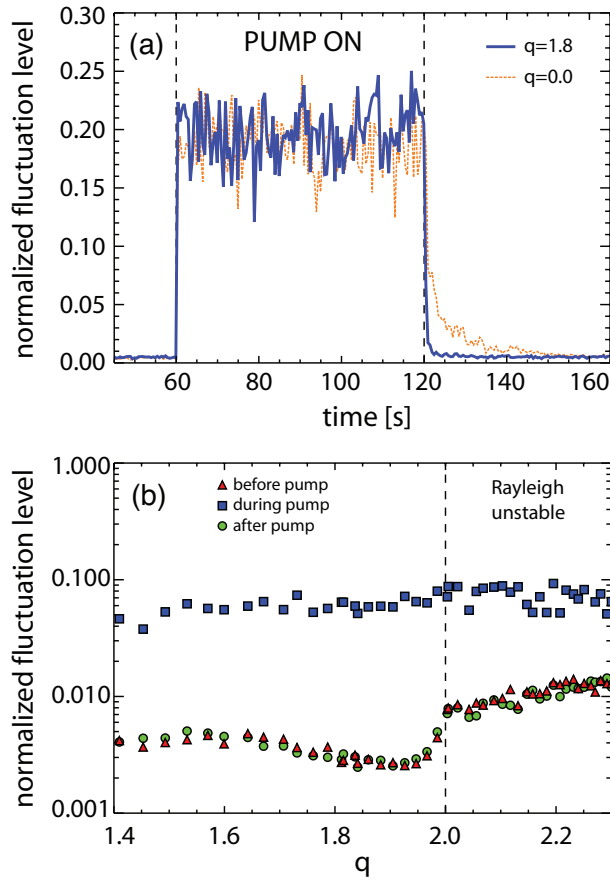 (a)
PUMP ON
q=1.8
q=0.0
normalized fluctuation level
0.30
0.25
0.20
0.15
0.10
0.05
0.00
60 80 100 120 140 160
time [s]
(b)
before pump
during pump
after pump
Rayleigh
unstable
normalized fluctuation level
1.000
0.100
0.010
0.001
1.4 1.6 1.8 2.0 2.2
q